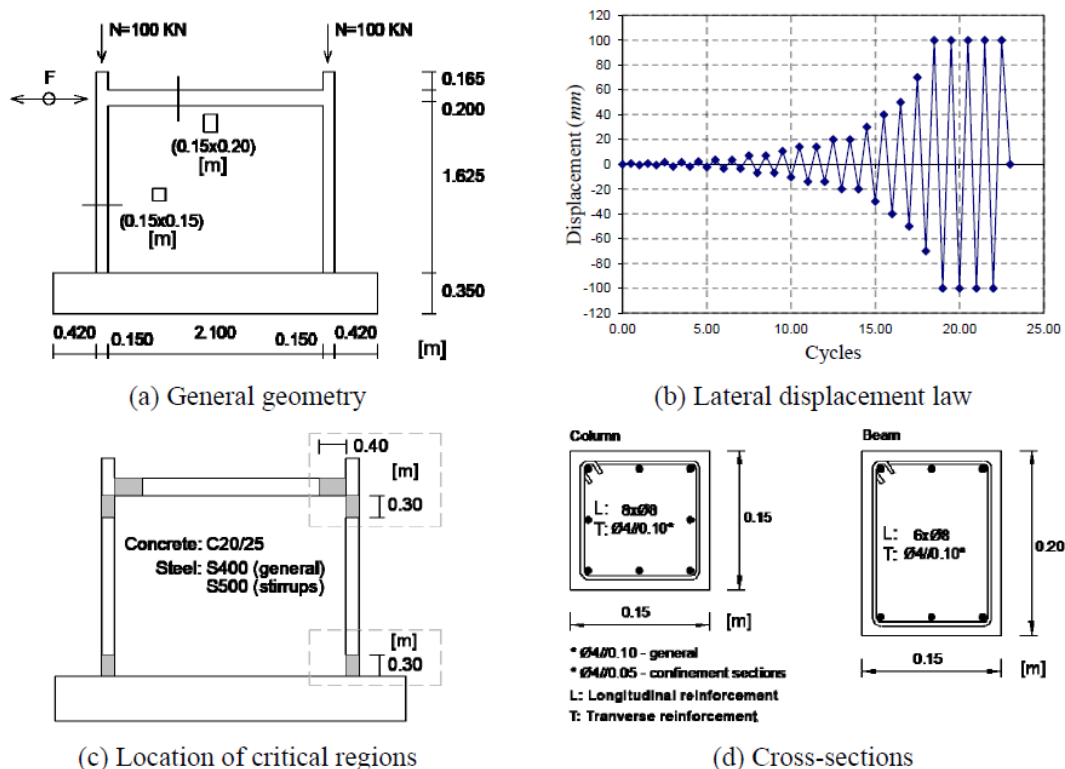 N=100 KN
N=100 KN
F
(0.15x0.20)
[m]
(0.15x0.15)
[m]
0.165
0.200
1.625
0.350
0.420
0.150
2.100
0.150
0.420
[m]
(a) General geometry
Displacement (mm)
120
100
80
60
40
20
0
-20
-40
-60
-80
-100
-120
0.00
5.00
10.00
15.00
20.00
25.00
Cycles
(b) Lateral displacement law
0.40
[m]
0.30
Concrete: C20/25
Steel: S400 (general)
S500 (stirrups)
[m]
0.30
(c) Location of critical regions
Column
L: 8xØ8
T: Ø4//0.10*
0.15
0.15
[m]
* Ø4//0.10 - general
* Ø4//0.05 - confinement sections
L: Longitudinal reinforcement
T: Tranverse reinforcement
Beam
L: 6xØ8
T: Ø4//0.10*
0.20
0.15
[m]
(d) Cross-sections